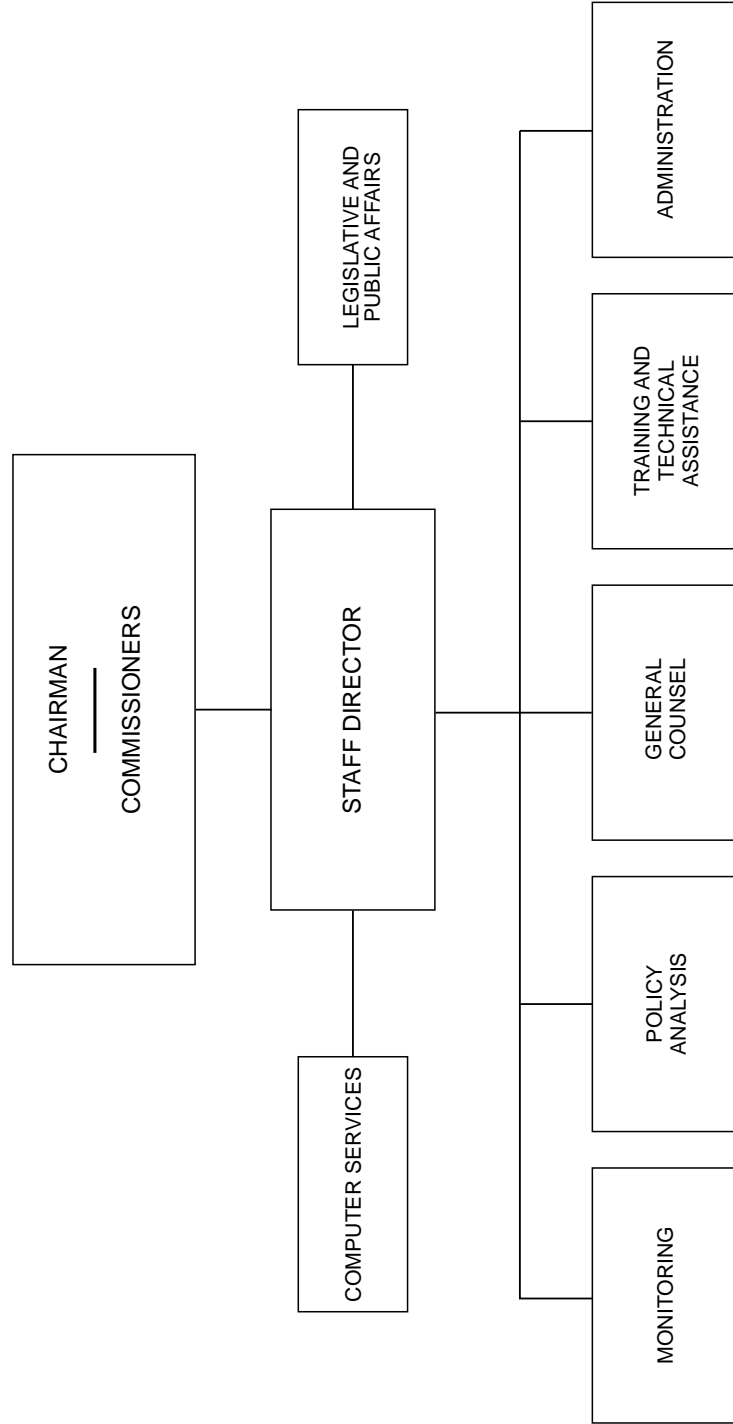 CHAIRMAN
COMMISSIONERS
COMPUTER SERVICES
STAFF DIRECTOR
LEGISLATIVE AND
PUBLIC AFFAIRS
MONITORING
POLICY
ANALYSIS
GENERAL
COUNSEL
TRAINING AND
TECHNICAL
ASSISTANCE
ADMINISTRATION